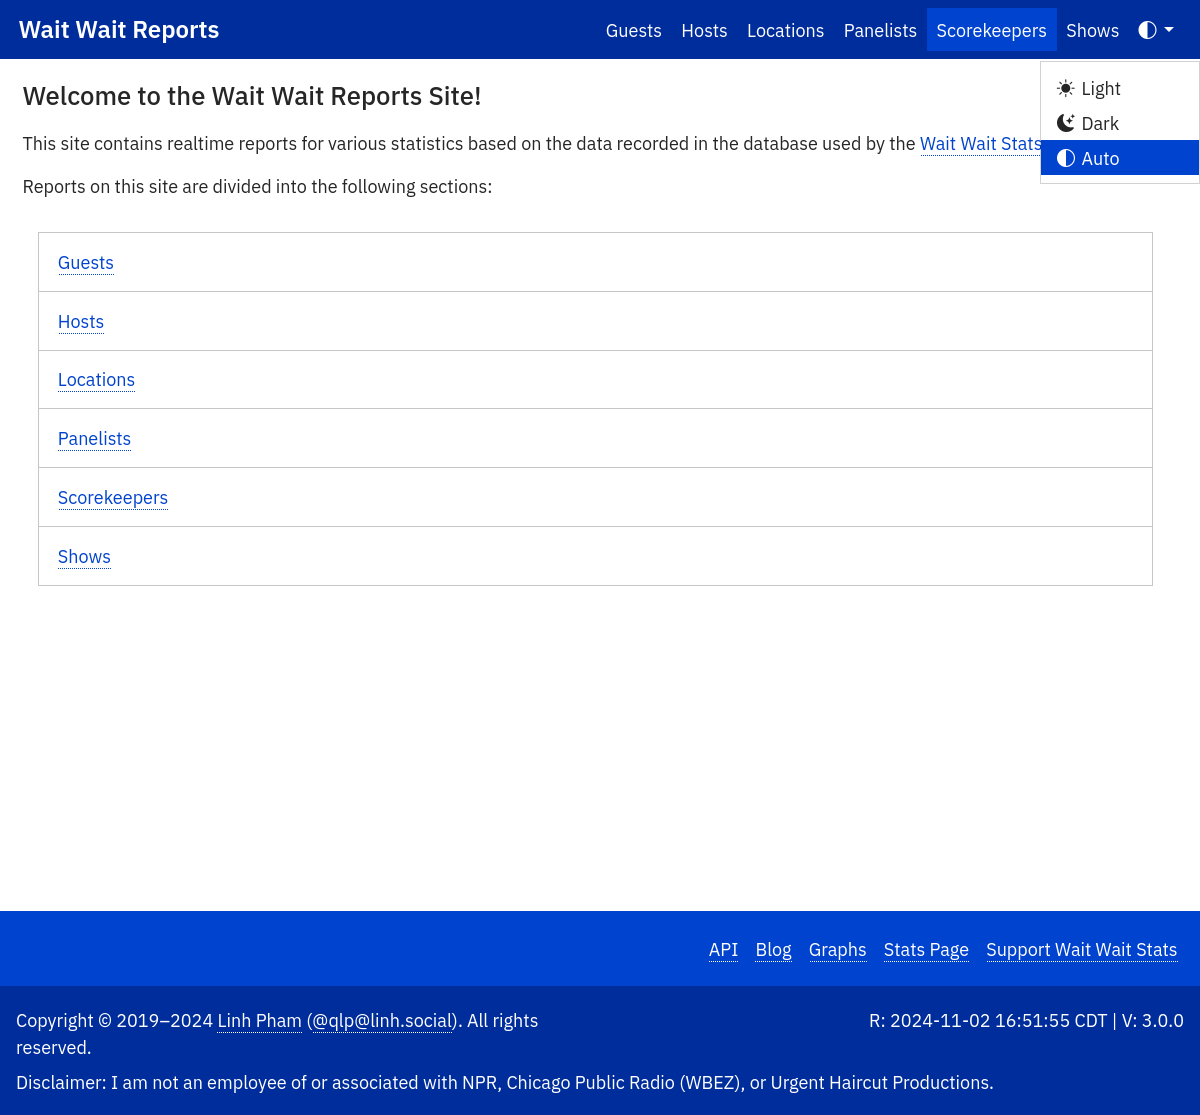 Wait Wait Reports
Guests Hosts Locations Panelists Scorekeepers Shows
Light
Dark
Auto
Welcome to the Wait Wait Reports Site!
This site contains realtime reports for various statistics based on the data recorded in the database used by the Wait Wait Stats
Reports on this site are divided into the following sections:
Guests
Hosts
Locations
Panelists
Scorekeepers
Shows
API Blog Graphs Stats Page Support Wait Wait Stats
Copyright © 2019–2024 Linh Pham (@qlp@linh.social). All rights
reserved.
R: 2024-11-02 16:51:55 CDT | V: 3.0.0
Disclaimer: I am not an employee of or associated with NPR, Chicago Public Radio (WBEZ), or Urgent Haircut Productions.